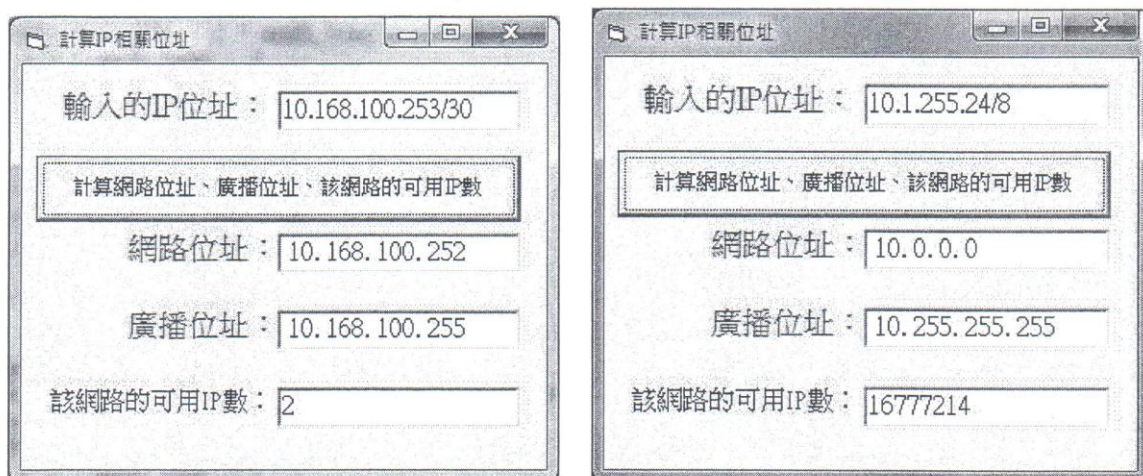 計算IP相關位址
輸入的IP位址：10.168.100.253/30
計算網路位址、廣播位址、該網路的可用IP數
網路位址：10.168.100.252
廣播位址：10.168.100.255
該網路的可用IP數：2
計算IP相關位址
輸入的IP位址：10.1.255.24/8
計算網路位址、廣播位址、該網路的可用IP數
網路位址：10.0.0.0
廣播位址：10.255.255.255
該網路的可用IP數：16777214